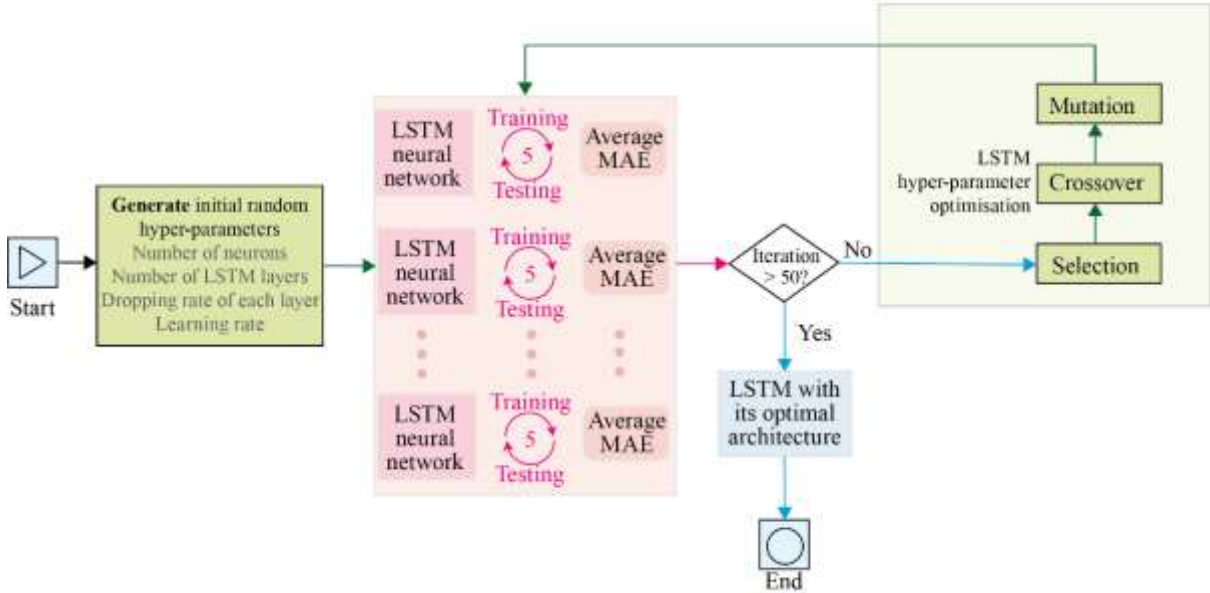 Start
Generate initial random
hyper-parameters
Number of neurons
Number of LSTM layers
Dropping rate of each layer
Learning rate
LSTM
neural
network
Training
5
Testing
Average
MAE
LSTM
neural
network
Training
5
Testing
Average
MAE
LSTM
neural
network
Training
5
Testing
Average
MAE
Iteration
> 50?
No
Yes
LSTM with
its optimal
architecture
End
LSTM
hyper-parameter
optimisation
Mutation
Crossover
Selection